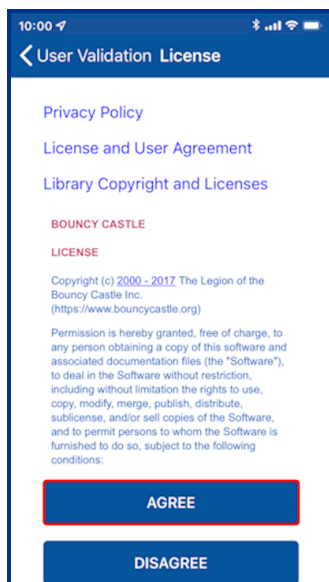 10:00
User Validation License
Privacy Policy
License and User Agreement
Library Copyright and Licenses
BOUNCY CASTLE
LICENSE
Copyright (c) 2000 - 2017 The Legion of the
Bouncy Castle Inc.
(https://www.bouncycastle.org)
Permission is hereby granted, free of charge, to
any person obtaining a copy of this software and
associated documentation files (the "Software"),
to deal in the Software without restriction,
including without limitation the rights to use,
copy, modify, merge, publish, distribute,
sublicense, and/or sell copies of the Software,
and to permit persons to whom the Software is
furnished to do so, subject to the following
conditions:
AGREE
DISAGREE